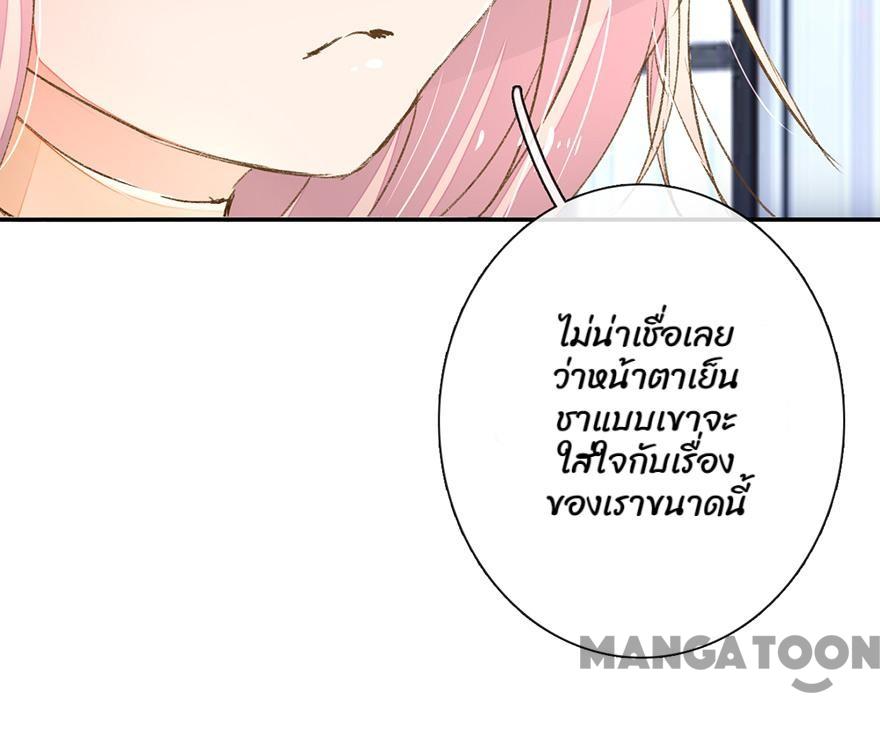 ไม่น่าเชื่อเลย
ว่าหน้าตาเย็น
ชาแบบเขาจะ
ใส่ใจกับเรื่อง
ของเราขนาดนี้
MANGATOON